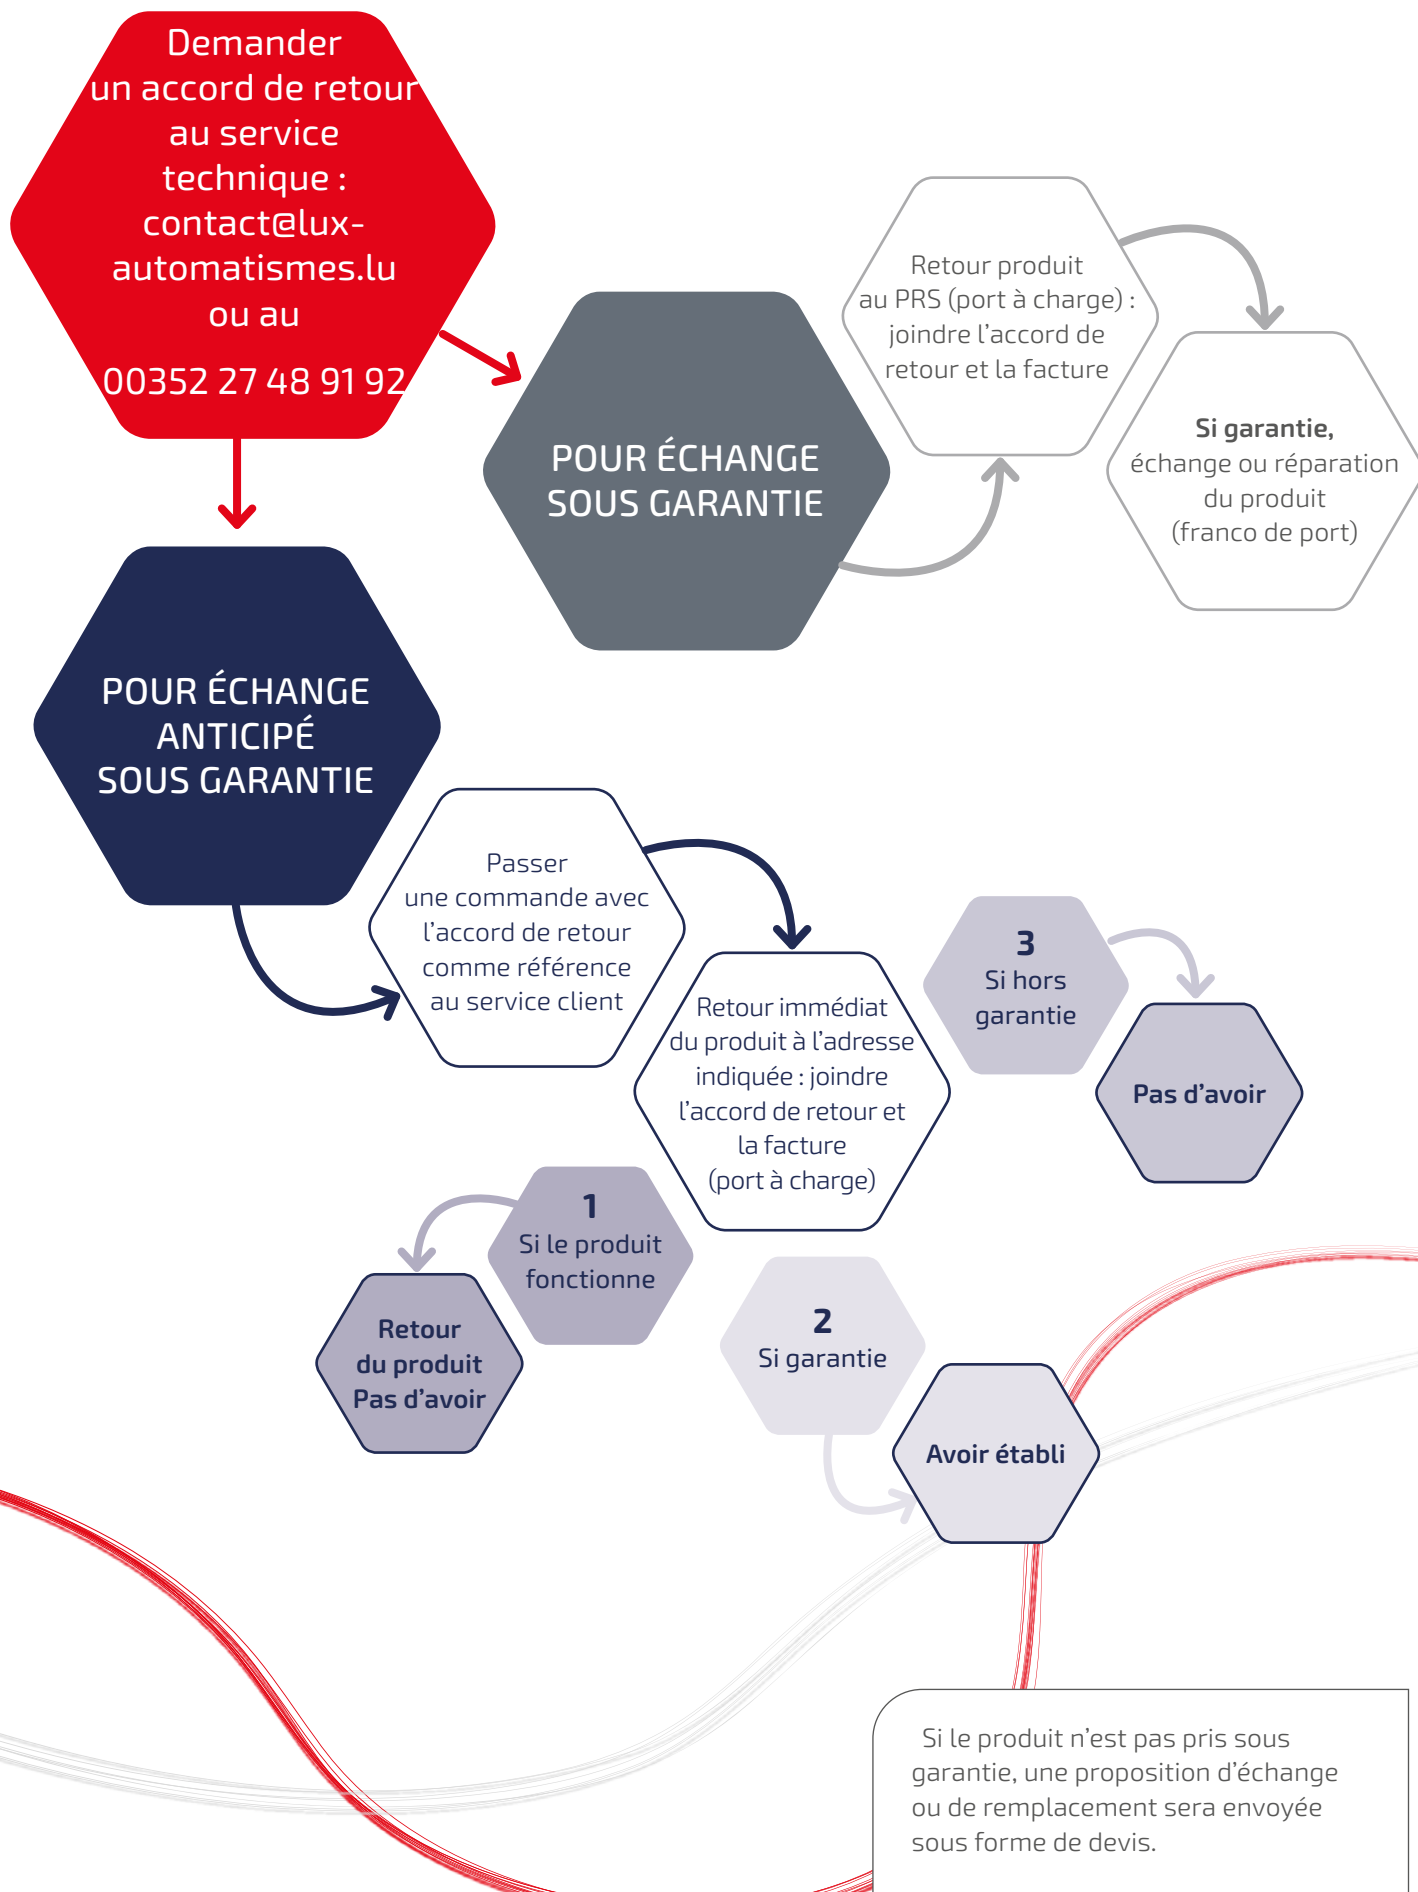 Demander
un accord de retour
au service
technique :
contact@lux-
automatismes.lu
ou au
00352 27 48 91 92
POUR ÉCHANGE
SOUS GARANTIE
Retour produit
au PRS (port à charge) :
joindre l’accord de
retour et la facture
Si garantie,
échange ou réparation
du produit
(franco de port)
POUR ÉCHANGE
ANTICIPÉ
SOUS GARANTIE
Passer
une commande avec
l’accord de retour
comme référence
au service client
Retour immédiat
du produit à l’adresse
indiquée : joindre
l’accord de retour et
la facture
(port à charge)
1
Si le produit
fonctionne
Retour
du produit
Pas d’avoir
2
Si garantie
Avoir établi
3
Si hors
garantie
Pas d’avoir
Si le produit n’est pas pris sous
garantie, une proposition d’échange
ou de remplacement sera envoyée
sous forme de devis.